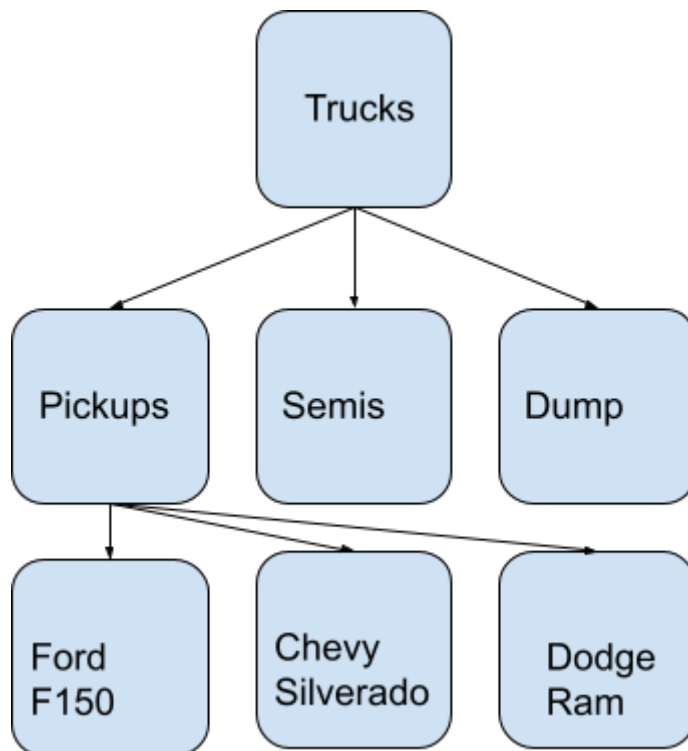 Trucks
Pickups
Semis
Dump
Ford
F150
Chevy
Silverado
Dodge
Ram